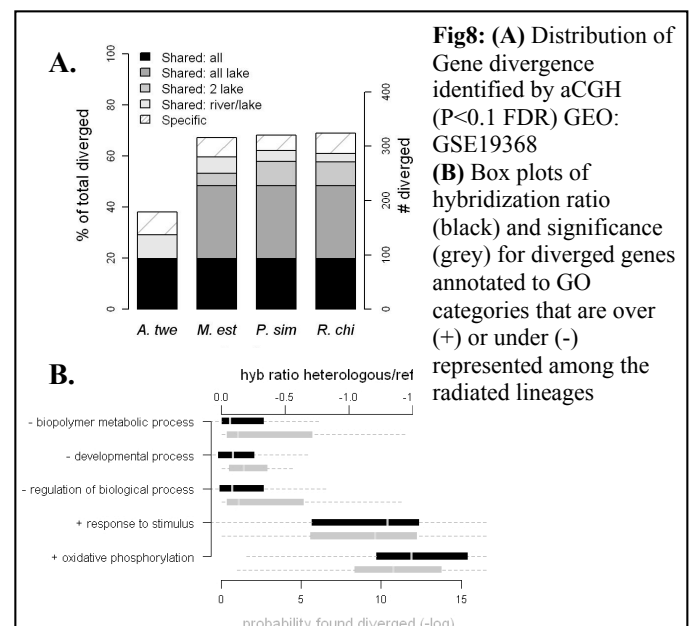 A.
Shared: all
Shared: all lake
Shared: 2 lake
Shared: river/lake
Specific
% of total diverged
0 20 40 60 80 100
# diverged
0 100 200 300 400
A. twe M. est P. sim R. chi
Fig8: (A) Distribution of
Gene divergence
identified by aCGH
(P<0.1 FDR) GEO:
GSE19368
(B) Box plots of
hybridization ratio
(black) and significance
(grey) for diverged genes
annotated to GO
categories that are over
(+) or under (-)
represented among the
radiated lineages
B.
hyb ratio heterologous/ref
0.0 -0.5 -1.0 -1
- biopolymer metabolic process
- developmental process
- regulation of biological process
+ response to stimulus
+ oxidative phosphorylation
0 5 10 15
probability found diverged (-log)